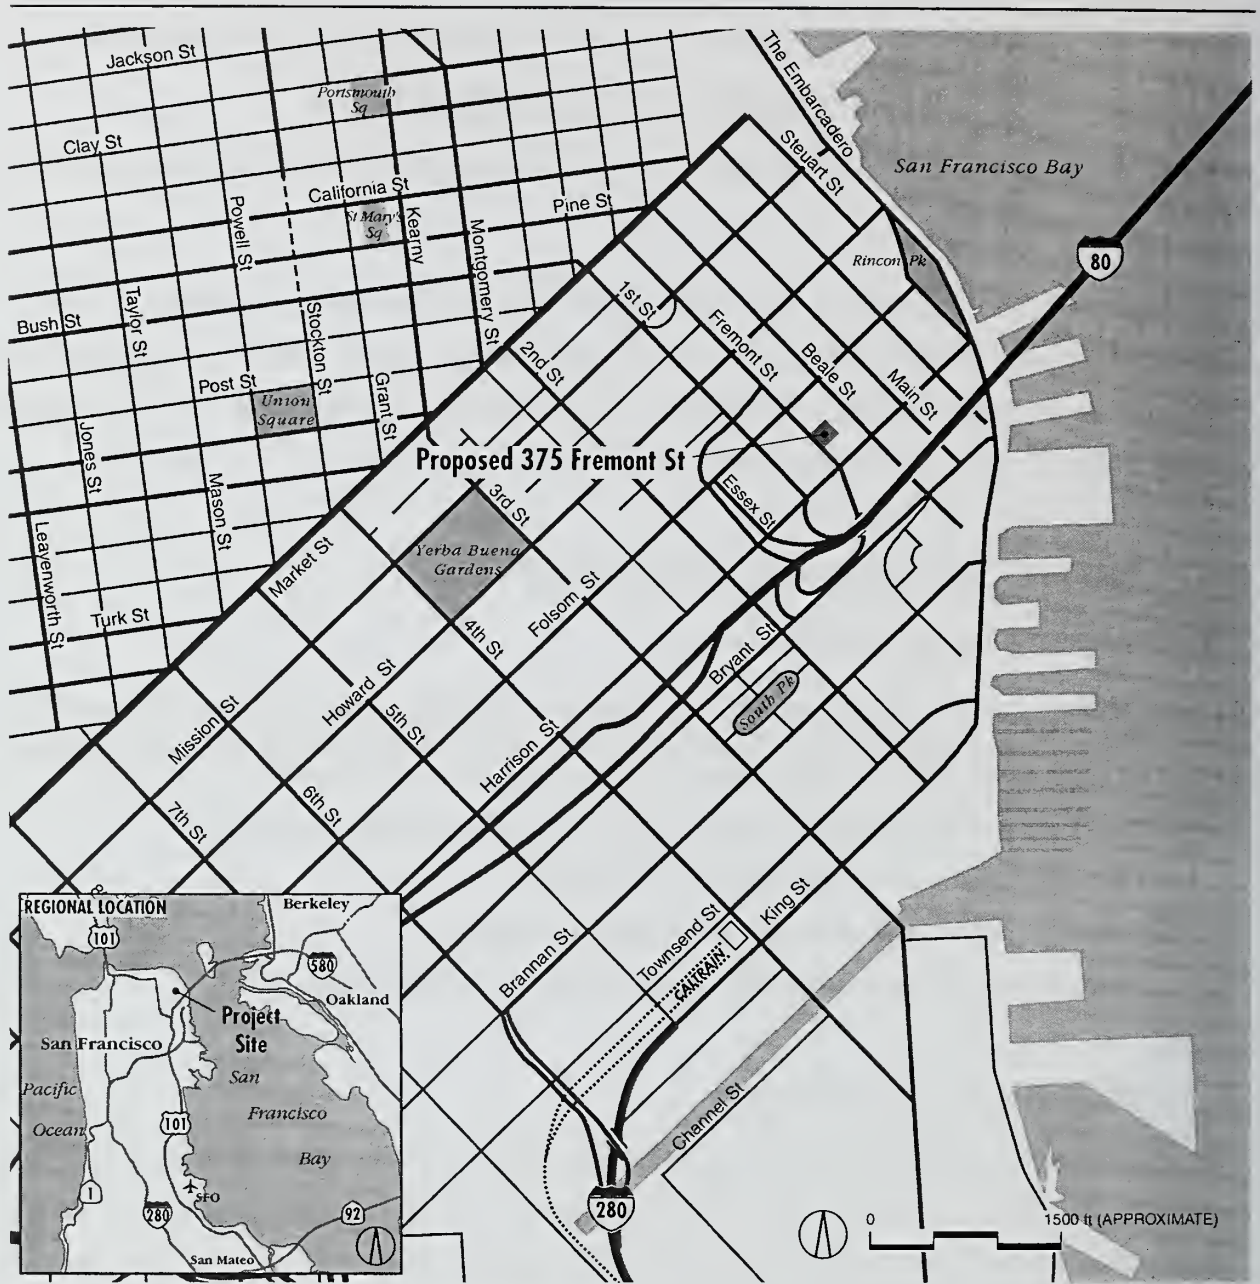 Jackson St
The Embarcadero
Portsmouth
Sq
Clay St
Steuart St
San Francisco Bay
California St
St Mary's
Sq
Pine St
Powell St
Kearny
Montgomery St
Rincon Pk
80
Taylor St
Bush St
Stockton St
1st St
Fremont St
Beale St
Main St
2nd St
Post St
Union
Square
Grant St
Jones St
Proposed 375 Fremont St
Mason St
3rd St
Essex St
Leavenworth St
Market St
Yerba Buena
Gardens
Folsom St
Turk St
4th St
Bryant St
South Pk
Howard St
Mission St
5th St
Harrison St
6th St
7th St
8
King St
Townsend St
Brannan St
CALTRAIN
Channel St
280
0
1500 ft (APPROXIMATE)
REGIONAL LOCATION
Berkeley
101
580
Oakland
Project
Site
San Francisco
San
Francisco
Bay
Pacific
Ocean
101
1
SFO
280
92
San Mateo